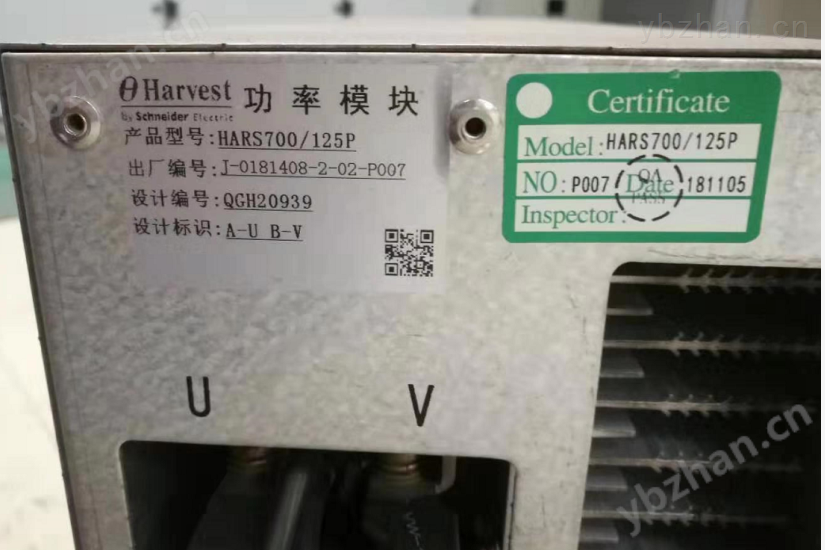 Harvest 功率模块
by Schneider Electric
产品型号:HARS700/125P
出厂编号:J-0181408-2-02-P007
设计编号:QGH20939
设计标识:A-U B-V
Certificate
Model:HARS700/125P
NO:P007 Date 181105
QA
PASS
Inspector:
U V
ybzhan.cn
ybzhan.cn
ybzhan.cn
ybzhan.cn